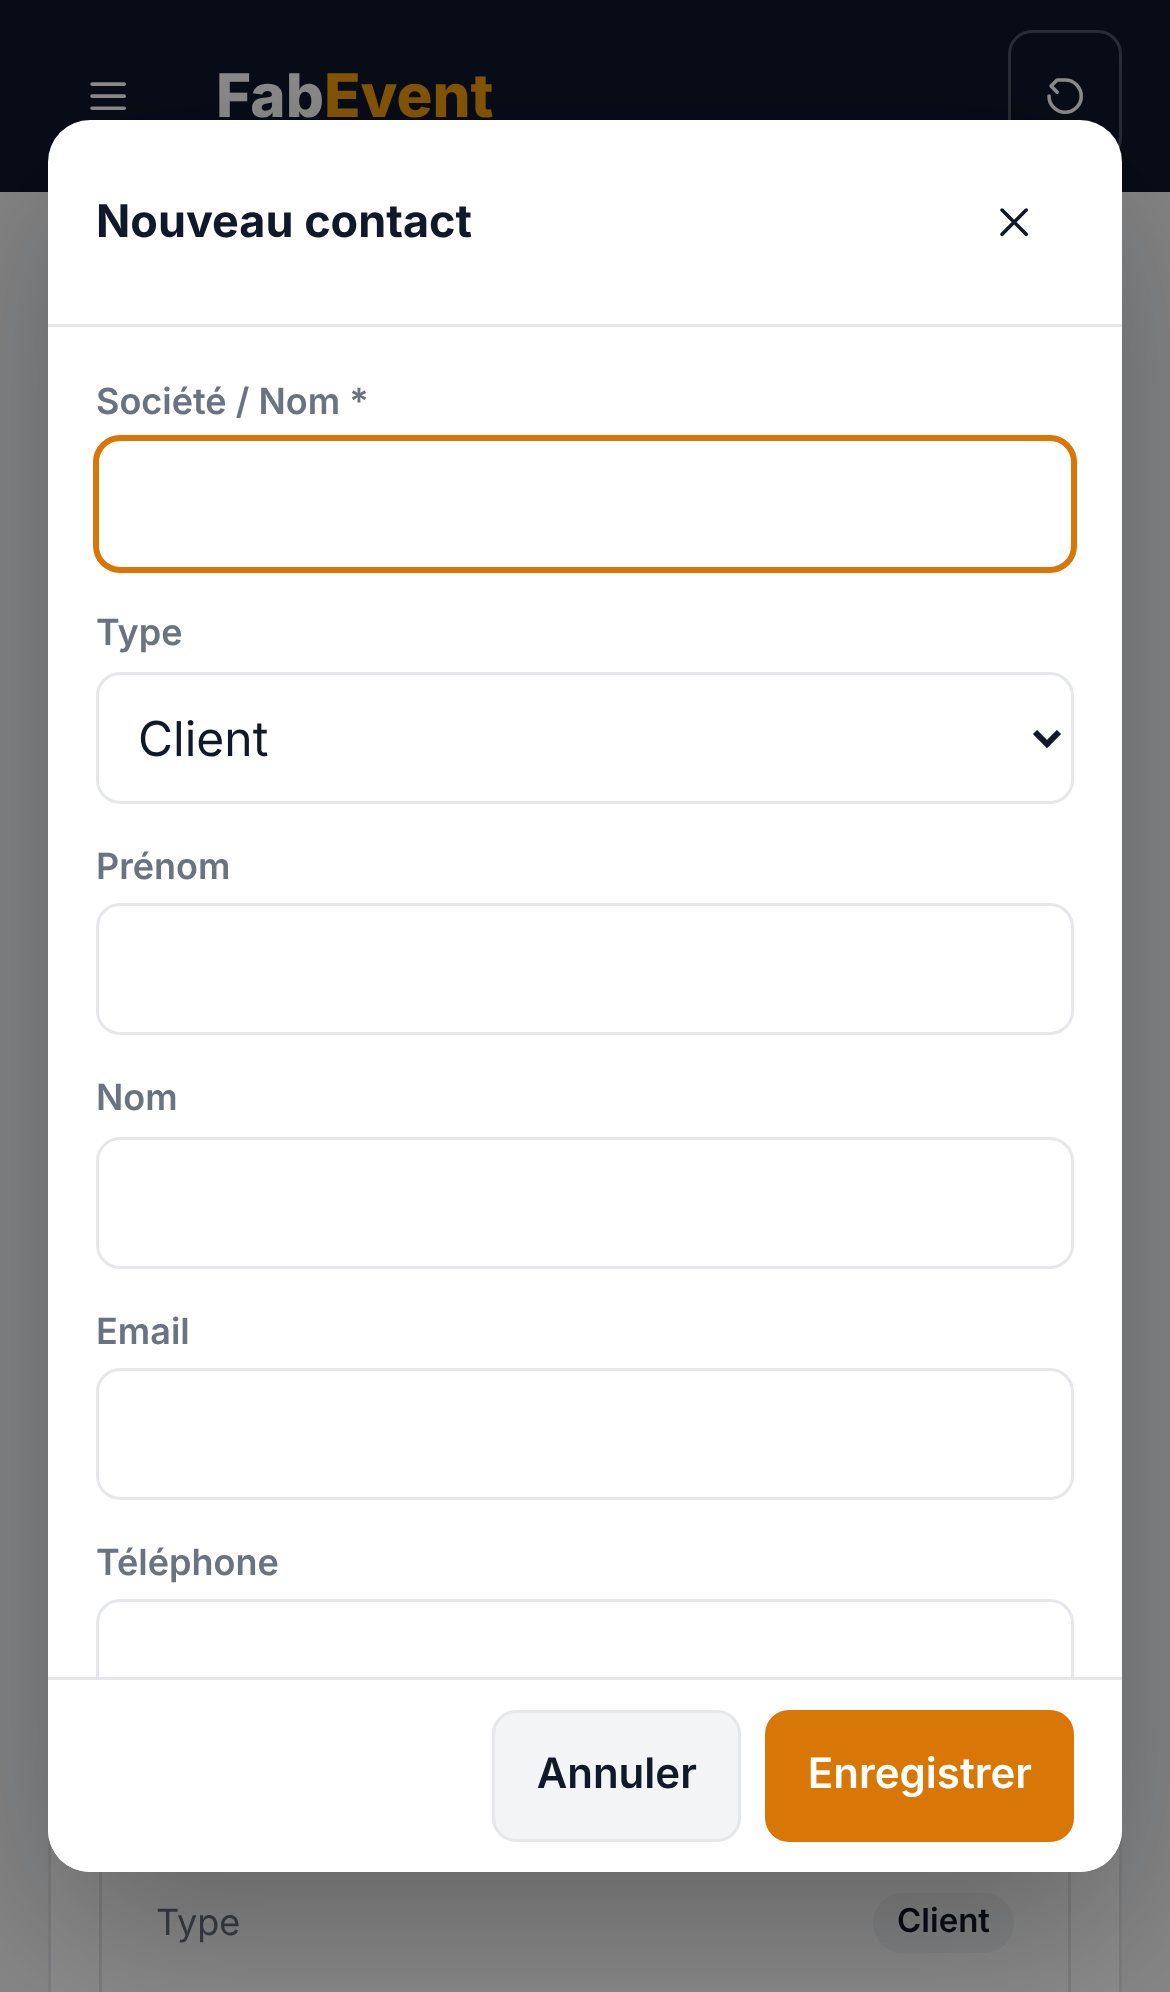 FabEvent
Nouveau contact
Société / Nom *
Type
Client
Prénom
Nom
Email
Téléphone
Annuler
Enregistrer
Type
Client